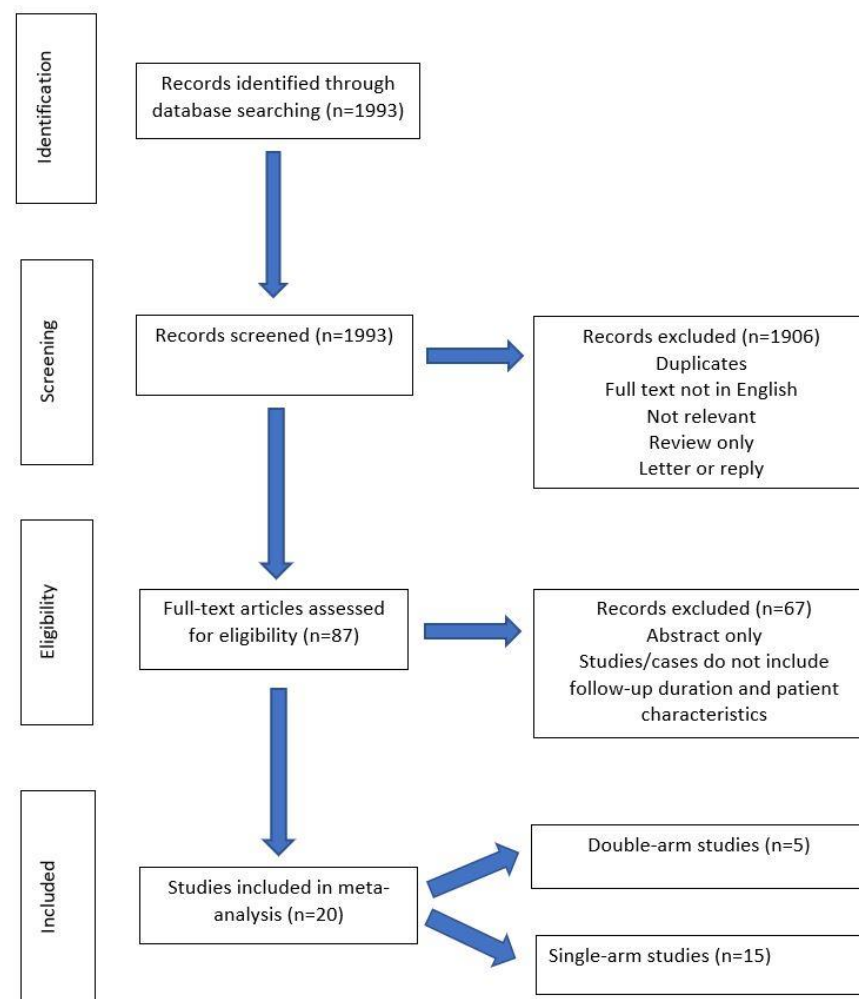 Identification
Records identified through
database searching (n=1993)
Screening
Records screened (n=1993)
Records excluded (n=1906)
Duplicates
Full text not in English
Not relevant
Review only
Letter or reply
Eligibility
Full-text articles assessed
for eligibility (n=87)
Records excluded (n=67)
Abstract only
Studies/cases do not include
follow-up duration and patient
characteristics
Included
Studies included in meta-
analysis (n=20)
Double-arm studies (n=5)
Single-arm studies (n=15)